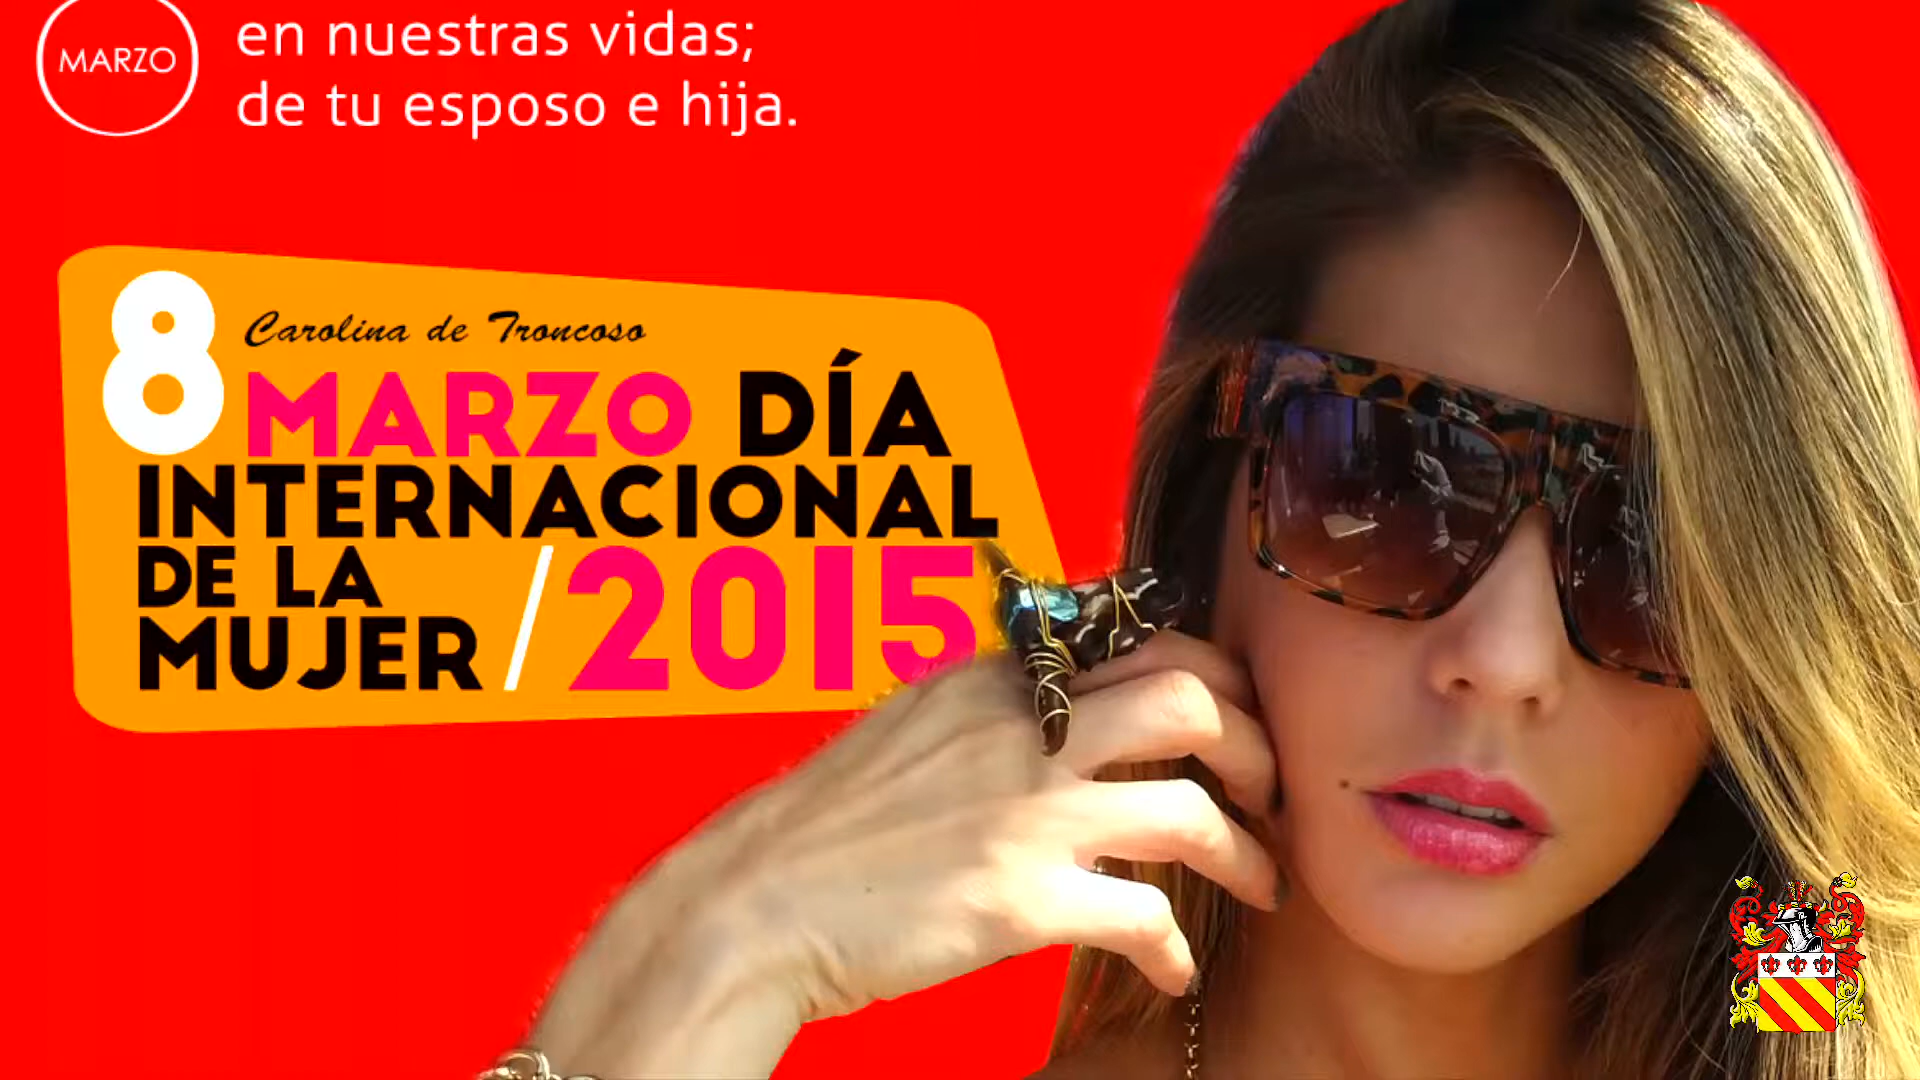 MARZO
en nuestras vidas;
de tu esposo e hija.
8
Carolina de Troncoso
MARZO DÍA
INTERNACIONAL
DE LA
MUJER /2015